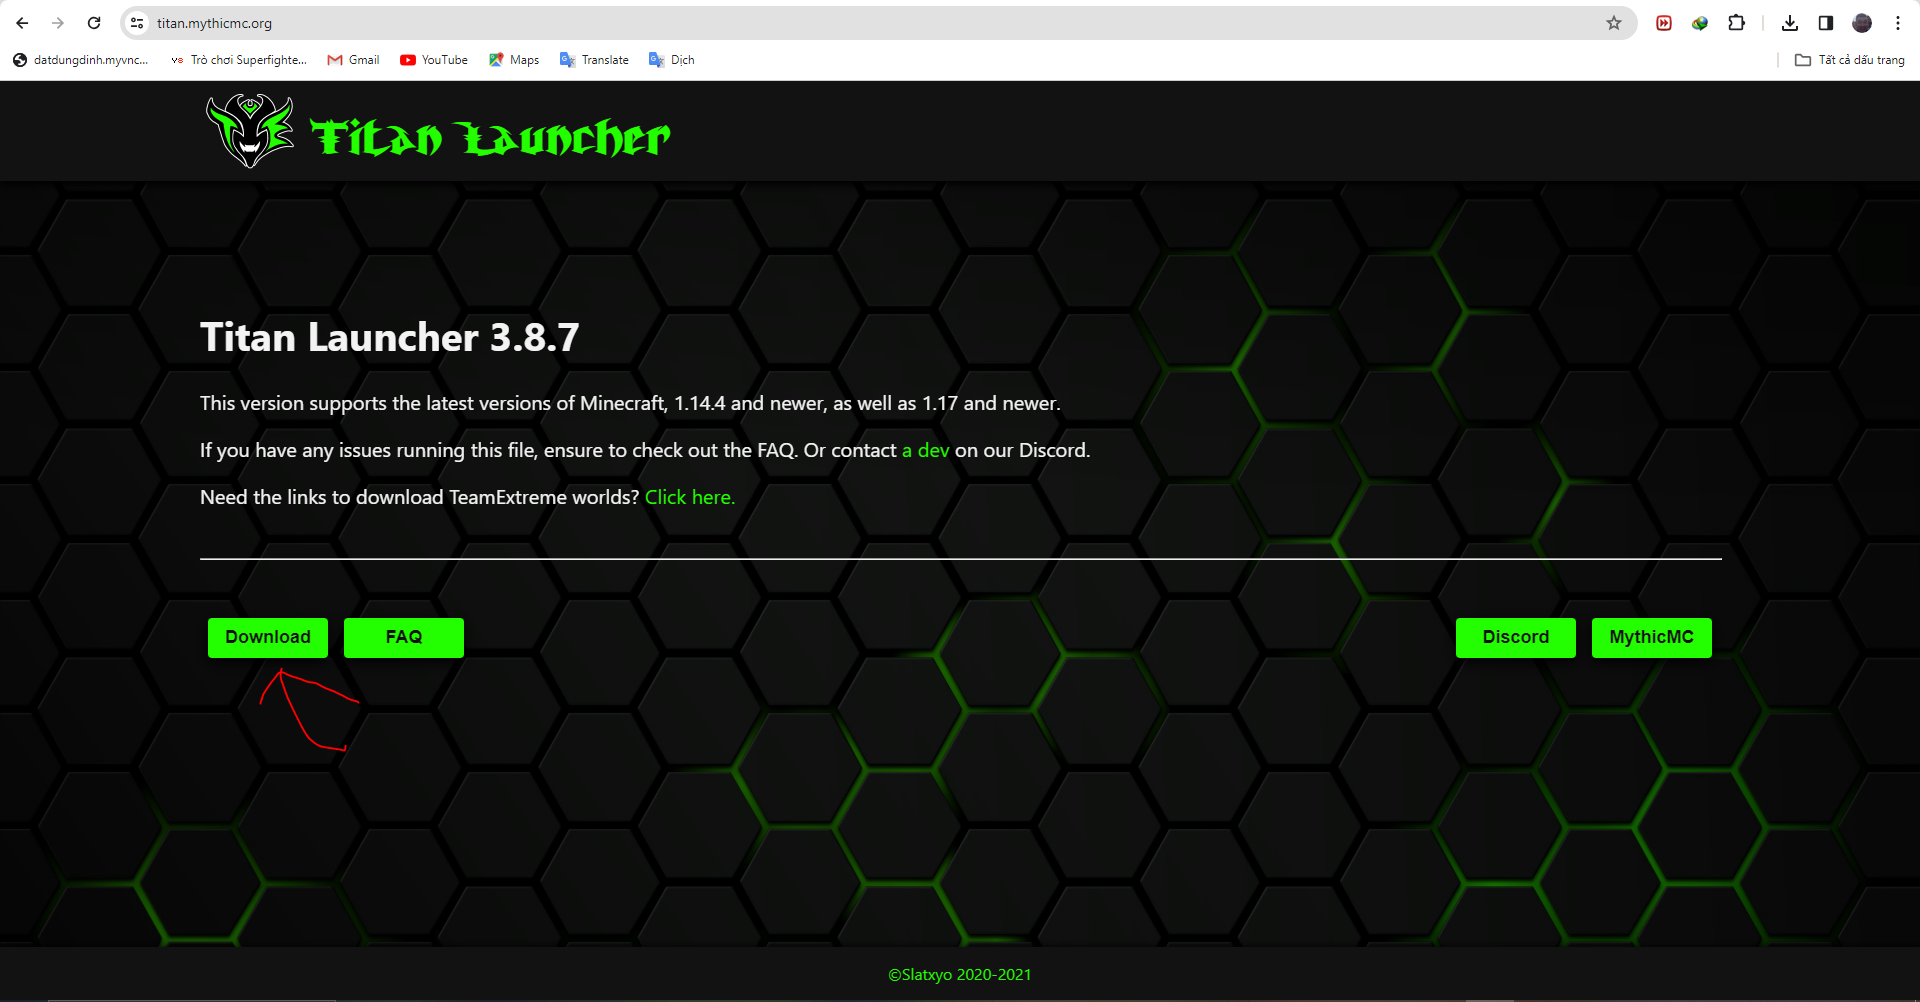 titan.mythicmc.org
datdungdinh.myvnc... Trò chơi Superfighte... Gmail YouTube Maps Translate Dịch Tất cả dấu trang
Titan Launcher
Titan Launcher 3.8.7
This version supports the latest versions of Minecraft, 1.14.4 and newer, as well as 1.17 and newer.
If you have any issues running this file, ensure to check out the FAQ. Or contact a dev on our Discord.
Need the links to download TeamExtreme worlds? Click here.
Download FAQ Discord MythicMC
©Slatxyo 2020-2021